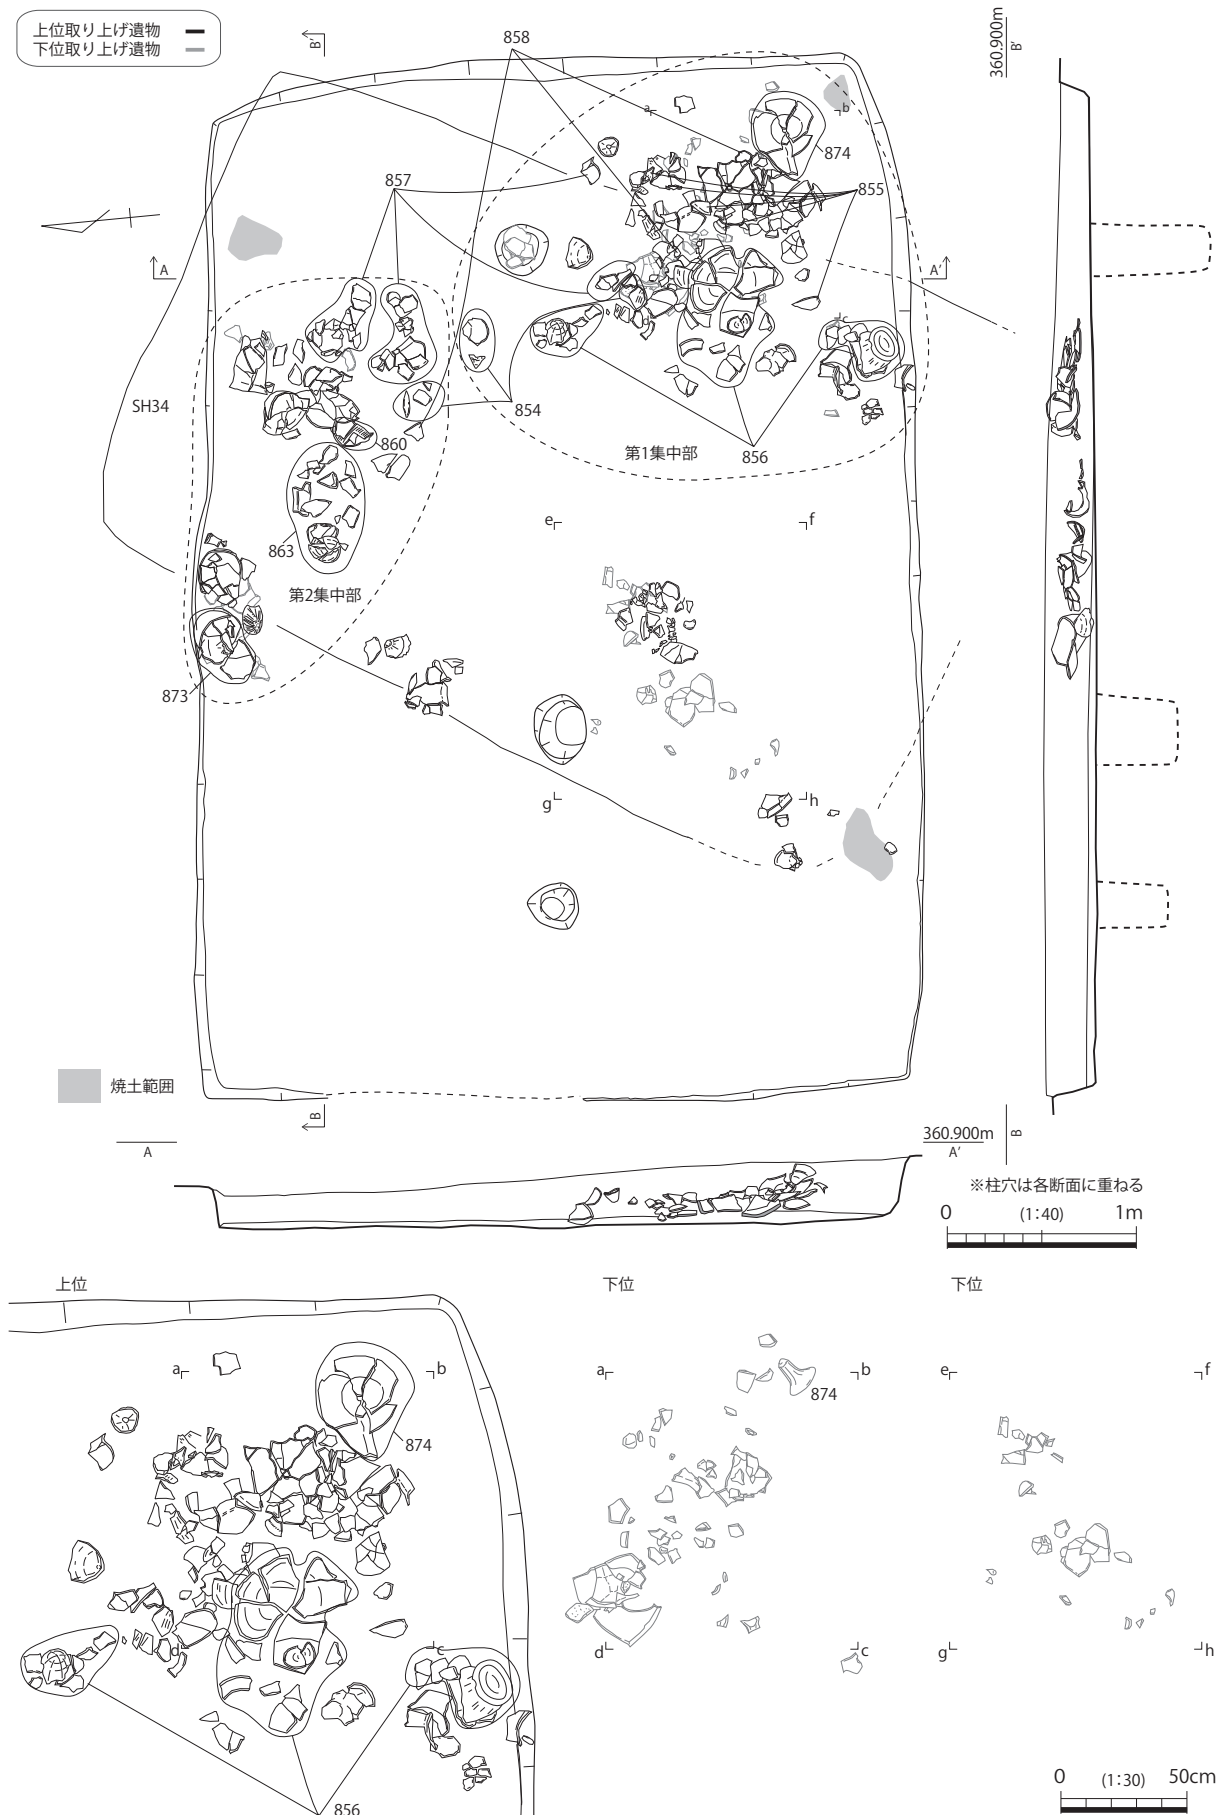 上位取り上げ遺物
下位取り上げ遺物
B'
858
360.900m
B'
a
b
874
857
855
A
A'
SH34
c
854
860
第1集中部
856
e
f
863
第2集中部
873
g
h
焼土範囲
B
A
360.900m
A'
B
※柱穴は各断面に重ねる
0 (1:40) 1m
上位
下位
下位
a
b
874
a
b
874
e
f
d
c
d
c
g
h
856
0 (1:30) 50cm